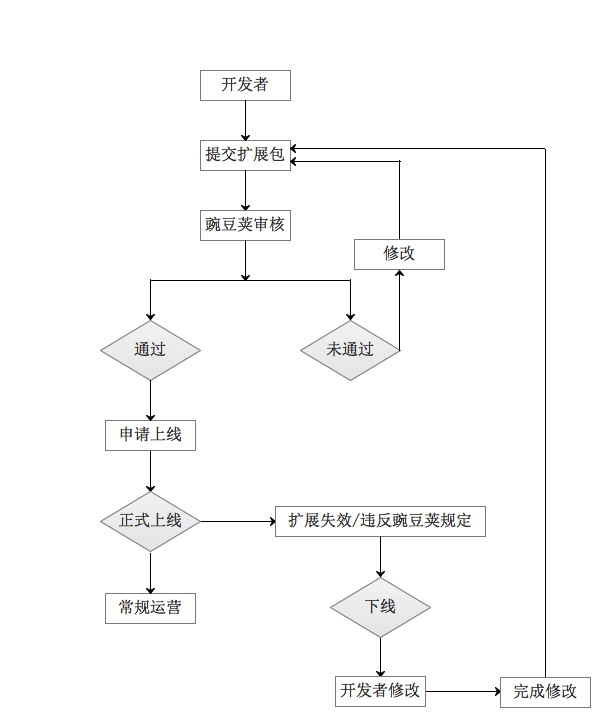 开发者
提交扩展包
豌豆荚审核
修改
通过
未通过
申请上线
正式上线
扩展失效/违反豌豆荚规定
常规运营
下线
开发者修改
完成修改